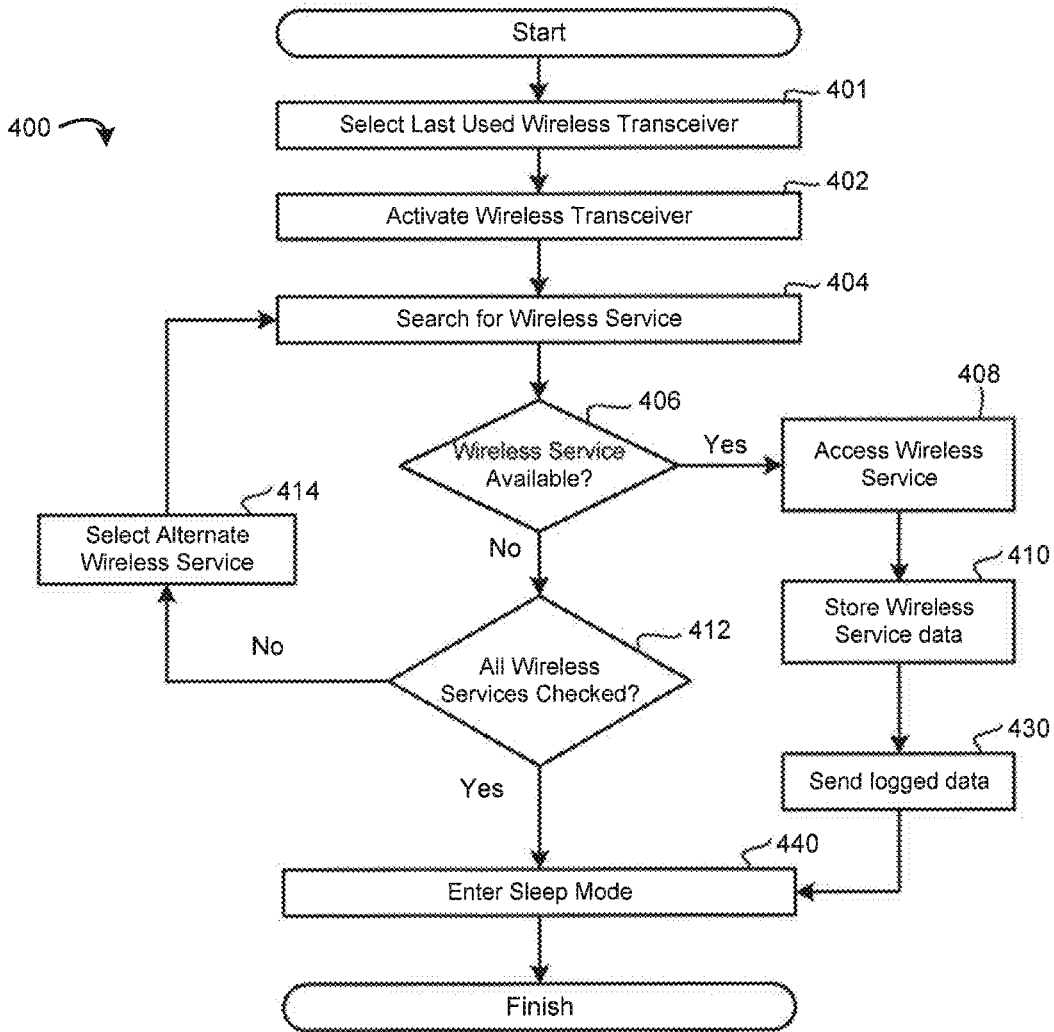 Start
401
400
Select Last Used Wireless Transceiver
402
Activate Wireless Transceiver
404
Search for Wireless Service
406
Wireless Service
Available?
Yes
408
Access Wireless
Service
414
Select Alternate
Wireless Service
No
410
Store Wireless
Service data
412
All Wireless
Services Checked?
No
430
Send logged data
Yes
440
Enter Sleep Mode
Finish